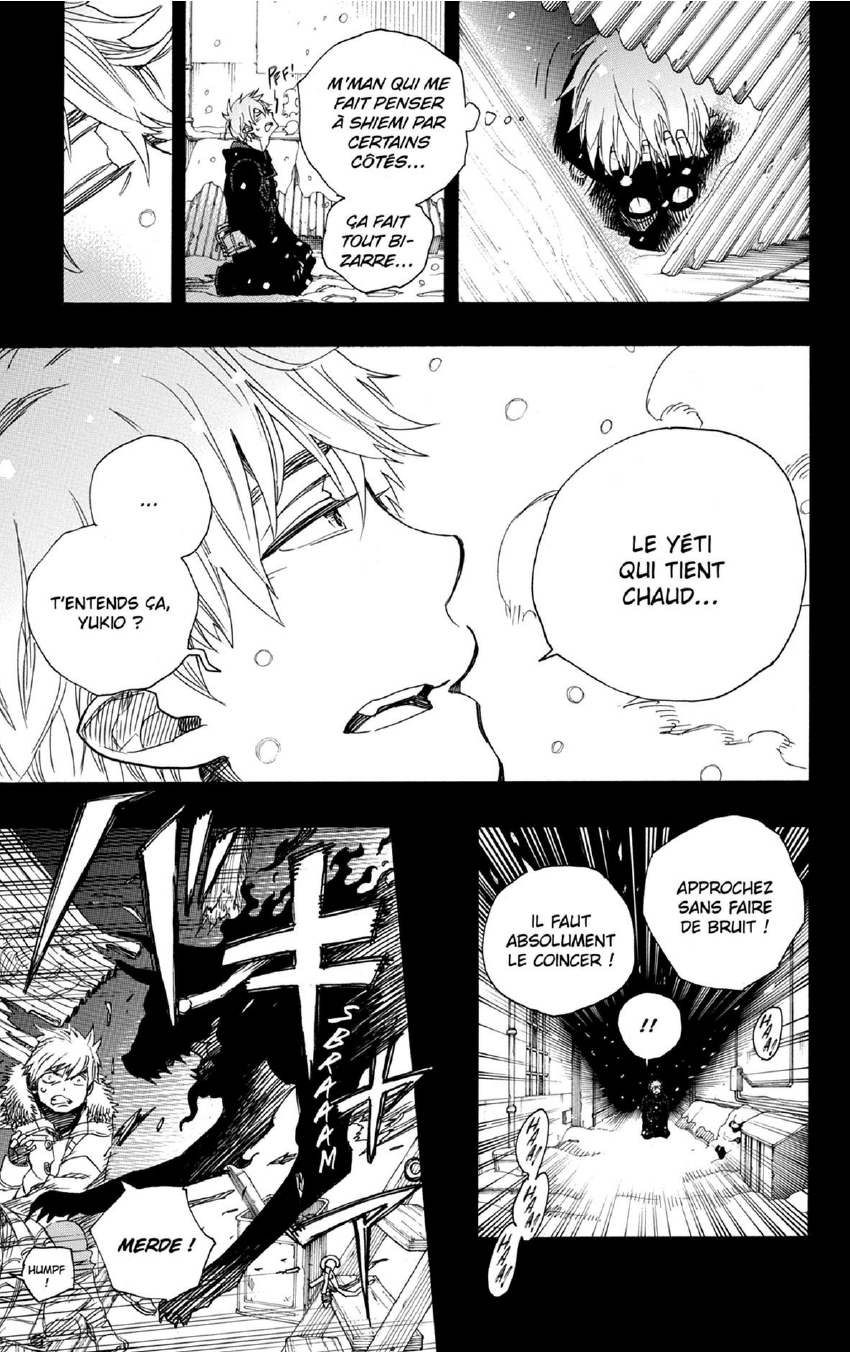 M'MAN QUI ME
FAIT PENSER
À SHIEMI PAR
CERTAINS
CÔTÉS...
ÇA FAIT
TOUT BI-
ZARRE...
PFF!
LE YÉTI
QUI TIENT
CHAUD...
...
T'ENTENDS ÇA,
YUKIO ?
APPROCHEZ
SANS FAIRE
DE BRUIT !
IL FAUT
ABSOLUMENT
LE COINCER !
!!
SBRAAAM
MERDE !
HUMPF
!